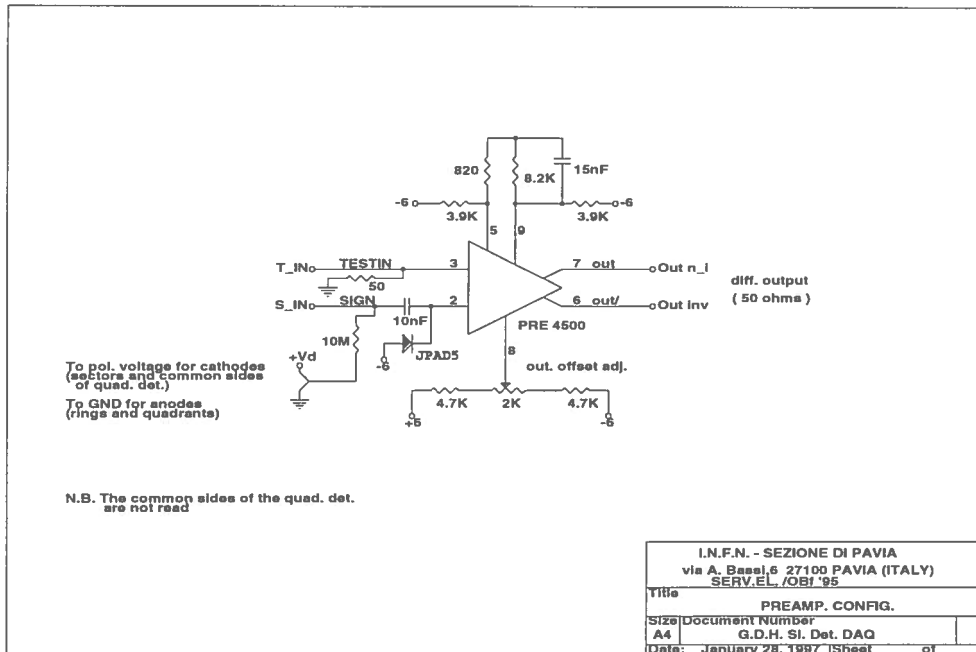 820
8.2K
15nF
-6
3.9K
3.9K
-6
5
9
T_IN
TESTIN
3
7
out
Out n_i
50
diff. output
( 50 ohms )
S_IN
SIGN
2
6
out/
Out inv
10nF
PRE 4500
10M
-6
JPAD5
8
out. offset adj.
+Vd
To pol. voltage for cathodes
(sectors and common sides
of quad. det.)
To GND for anodes
(rings and quadrants)
4.7K
2K
4.7K
+6
-6
N.B. The common sides of the quad. det.
are not read
I.N.F.N. - SEZIONE DI PAVIA
via A. Bassi,6 27100 PAVIA (ITALY)
SERV.EL. /OBf '95
Title
PREAMP. CONFIG.
Size Document Number
A4 G.D.H. SI. Det. DAQ
Date: January 28, 1997 Sheet of